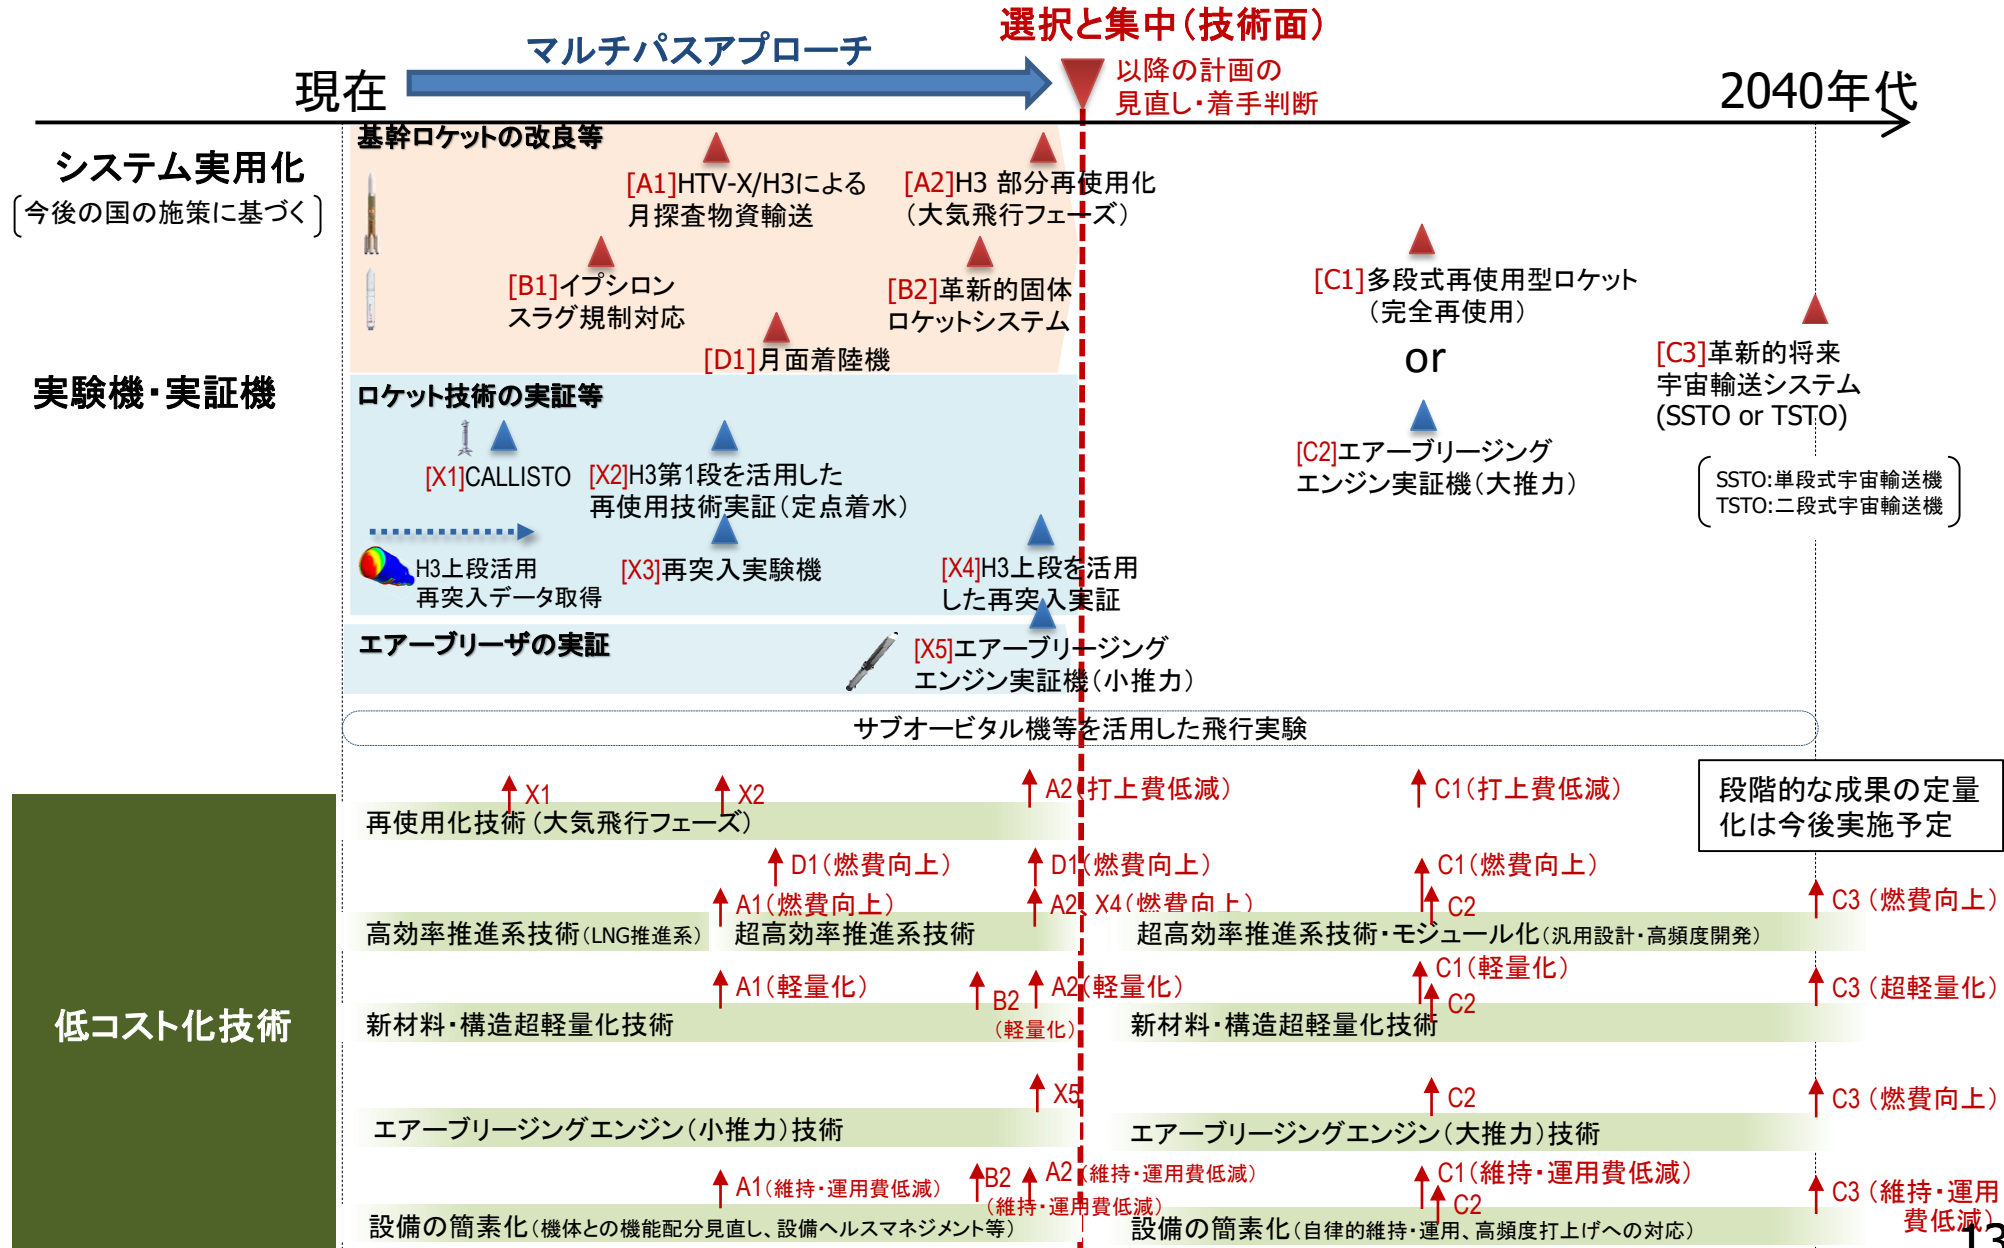 選択と集中(技術面)
マルチパスアプローチ
以降の計画の
見直し・着手判断
現在
2040年代
基幹ロケットの改良等
システム実用化
今後の国の施策に基づく
[A1]HTV-X/H3による
月探査物資輸送
[A2]H3 部分再使用化
(大気飛行フェーズ)
[B1]イプシロン
スラグ規制対応
[B2]革新的固体
ロケットシステム
[C1]多段式再使用型ロケット
(完全再使用)
[D1]月面着陸機
or
[C3]革新的将来
宇宙輸送システム
(SSTO or TSTO)
実験機・実証機
ロケット技術の実証等
[X1]CALLISTO
[X2]H3第1段を活用した
再使用技術実証(定点着水)
[C2]エアーブリージング
エンジン実証機(大推力)
SSTO:単段式宇宙輸送機
TSTO:二段式宇宙輸送機
H3上段活用
再突入データ取得
[X3]再突入実験機
[X4]H3上段を活用
した再突入実証
エアーブリーザの実証
[X5]エアーブリージング
エンジン実証機(小推力)
サブオービタル機等を活用した飛行実験
X1
X2
A2(打上費低減)
C1(打上費低減)
段階的な成果の定量
化は今後実施予定
再使用化技術(大気飛行フェーズ)
D1(燃費向上)
D1(燃費向上)
C1(燃費向上)
A1(燃費向上)
A2、X4(燃費向上)
C2
C3(燃費向上)
高効率推進系技術(LNG推進系)
超高効率推進系技術
超高効率推進系技術・モジュール化(汎用設計・高頻度開発)
A1(軽量化)
B2
(軽量化)
A2(軽量化)
C1(軽量化)
C2
C3(超軽量化)
低コスト化技術
新材料・構造超軽量化技術
新材料・構造超軽量化技術
X5
C2
C3(燃費向上)
エアーブリージングエンジン(小推力)技術
エアーブリージングエンジン(大推力)技術
A1(維持・運用費低減)
B2
(維持・運用費低減)
A2(維持・運用費低減)
C1(維持・運用費低減)
C2
C3(維持・運用
費低減)
設備の簡素化(機体との機能配分見直し、設備ヘルスマネジメント等)
設備の簡素化(自律的維持・運用、高頻度打上げへの対応)
13